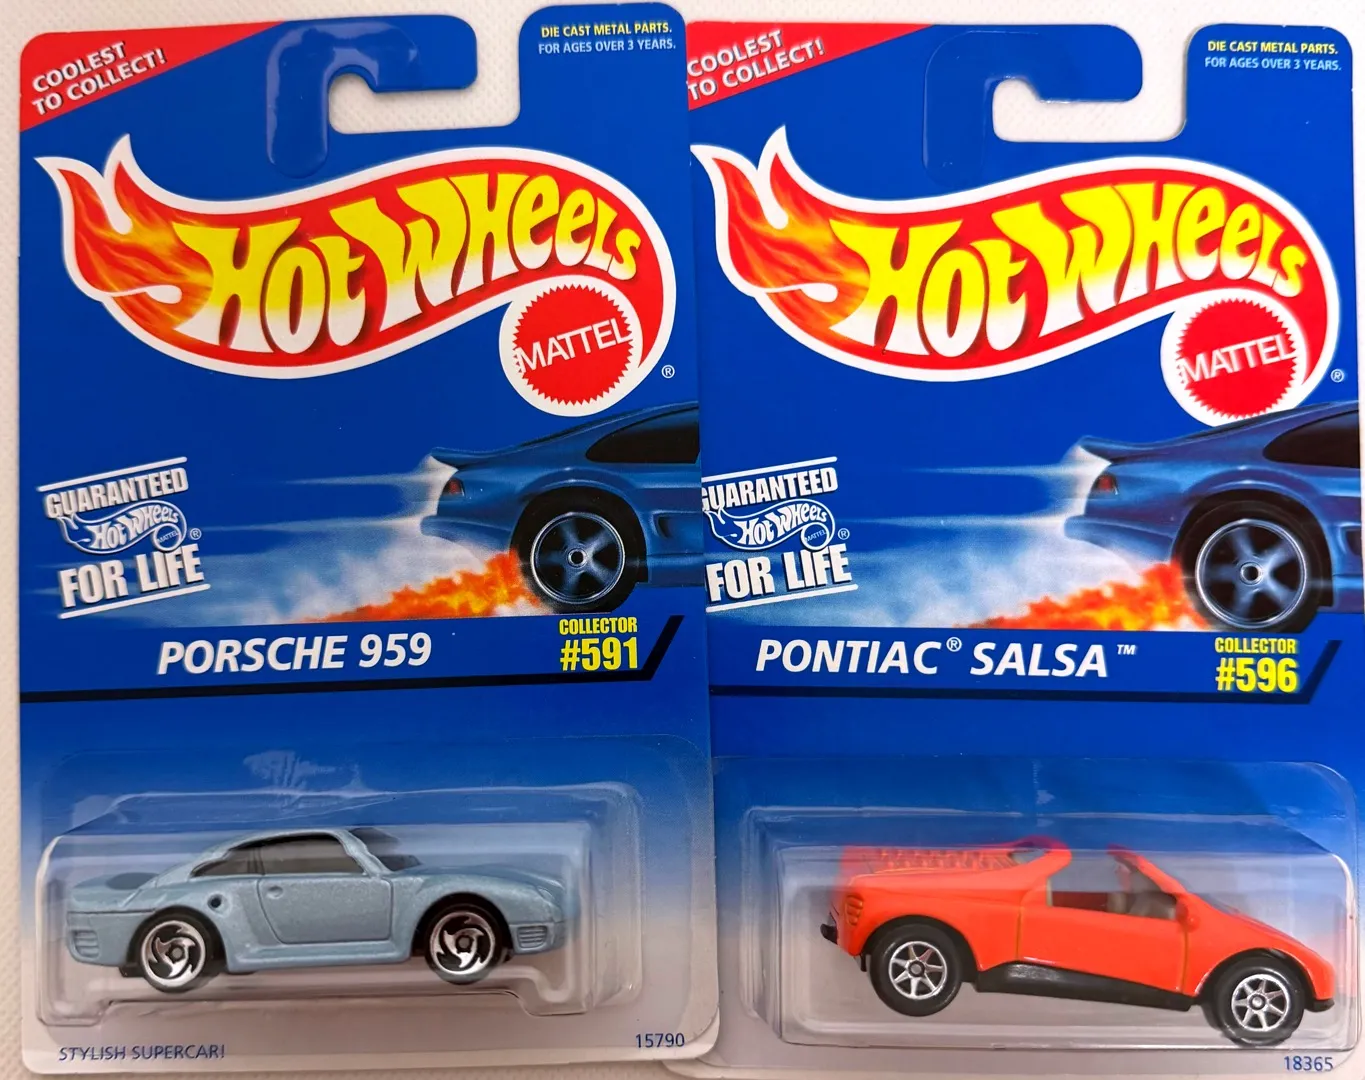 COOLEST
TO COLLECT!
DIE CAST METAL PARTS.
FOR AGES OVER 3 YEARS.
HOT WHEELS
MATTEL
®
GUARANTEED
HOT WHEELS
MATTEL
®
FOR LIFE
PORSCHE 959
COLLECTOR
#591
STYLISH SUPERCAR!
15790
COOLEST
TO COLLECT!
DIE CAST METAL PARTS.
FOR AGES OVER 3 YEARS.
HOT WHEELS
MATTEL
®
GUARANTEED
HOT WHEELS
MATTEL
®
FOR LIFE
PONTIAC® SALSA™
COLLECTOR
#596
18365